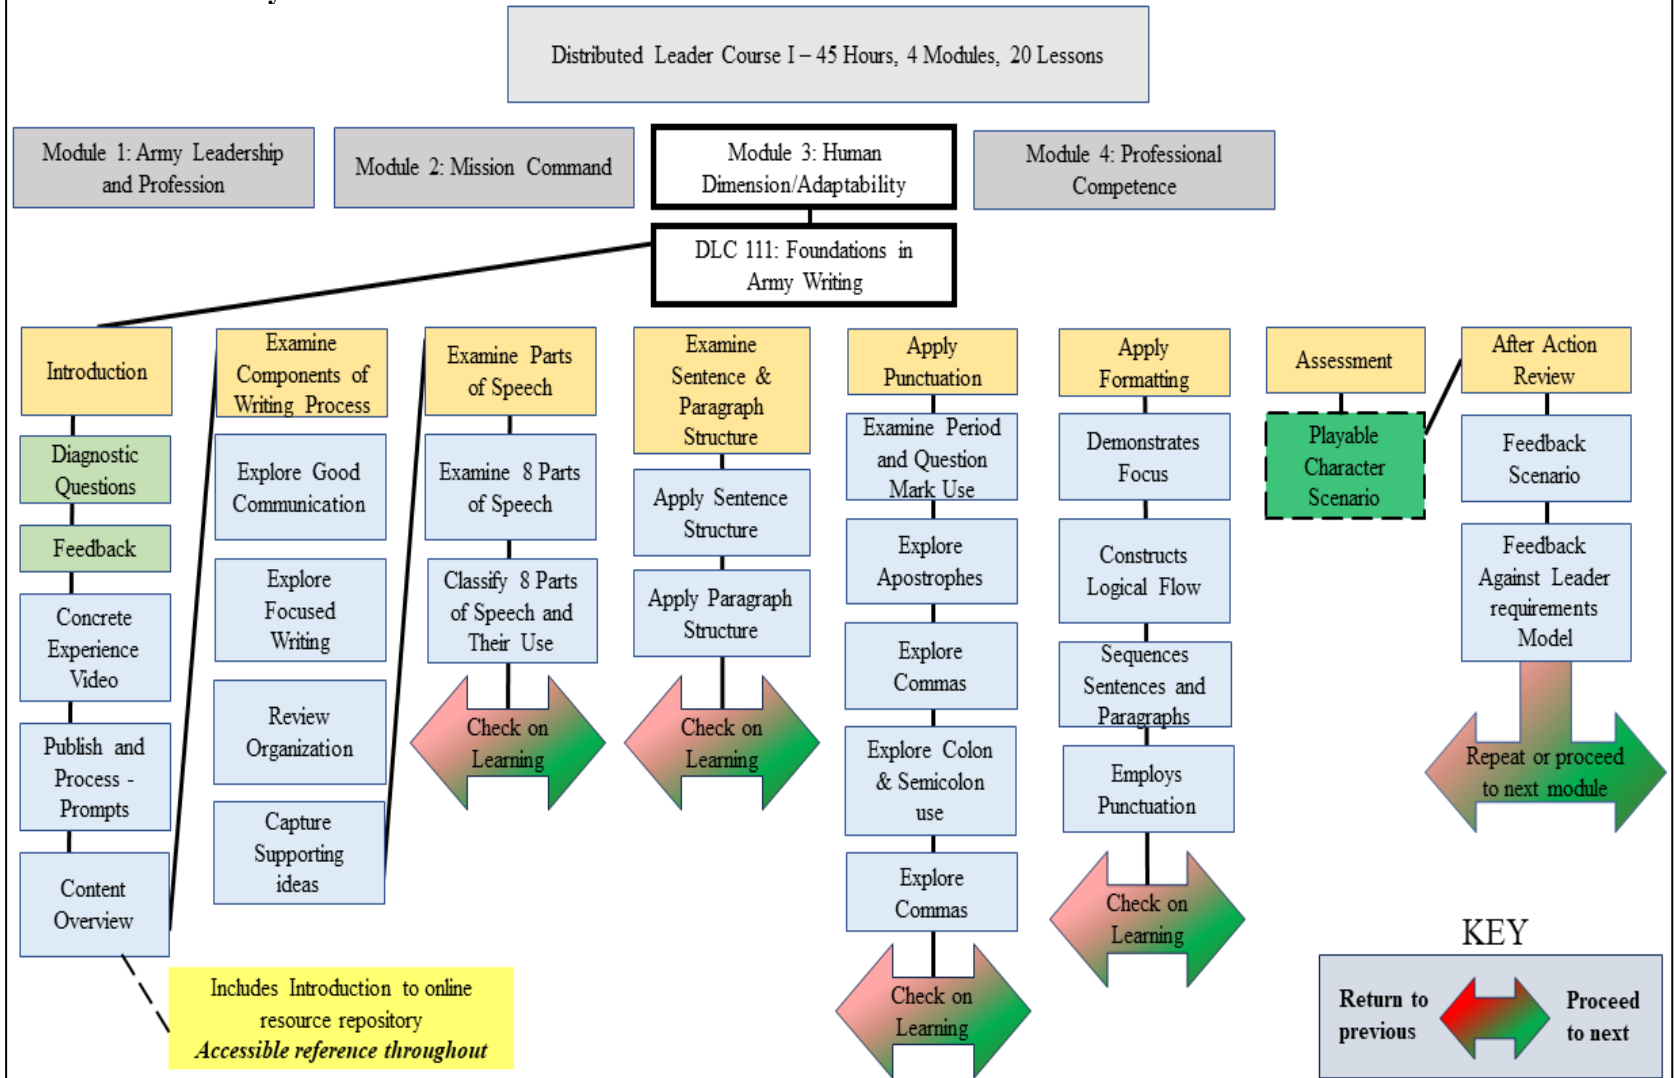 Distributed Leader Course I – 45 Hours, 4 Modules, 20 Lessons
Module 1: Army Leadership
and Profession
Module 2: Mission Command
Module 3: Human
Dimension/Adaptability
Module 4: Professional
Competence
DLC 111: Foundations in
Army Writing
Introduction
Diagnostic
Questions
Feedback
Concrete
Experience
Video
Publish and
Process -
Prompts
Content
Overview
Includes Introduction to online
resource repository
Accessible reference throughout
Examine
Components of
Writing Process
Explore Good
Communication
Explore
Focused
Writing
Review
Organization
Capture
Supporting
ideas
Examine Parts
of Speech
Examine 8 Parts
of Speech
Classify 8 Parts
of Speech and
Their Use
Check on
Learning
Examine
Sentence &
Paragraph
Structure
Apply Sentence
Structure
Apply Paragraph
Structure
Check on
Learning
Apply
Punctuation
Examine Period
and Question
Mark Use
Explore
Apostrophes
Explore
Commas
Explore Colon
& Semicolon
use
Explore
Commas
Check on
Learning
Apply
Formatting
Demonstrates
Focus
Constructs
Logical Flow
Sequences
Sentences and
Paragraphs
Employs
Punctuation
Check on
Learning
Assessment
Playable
Character
Scenario
After Action
Review
Feedback
Scenario
Feedback
Against Leader
requirements
Model
Repeat or proceed
to next module
KEY
Return to
previous
Proceed
to next